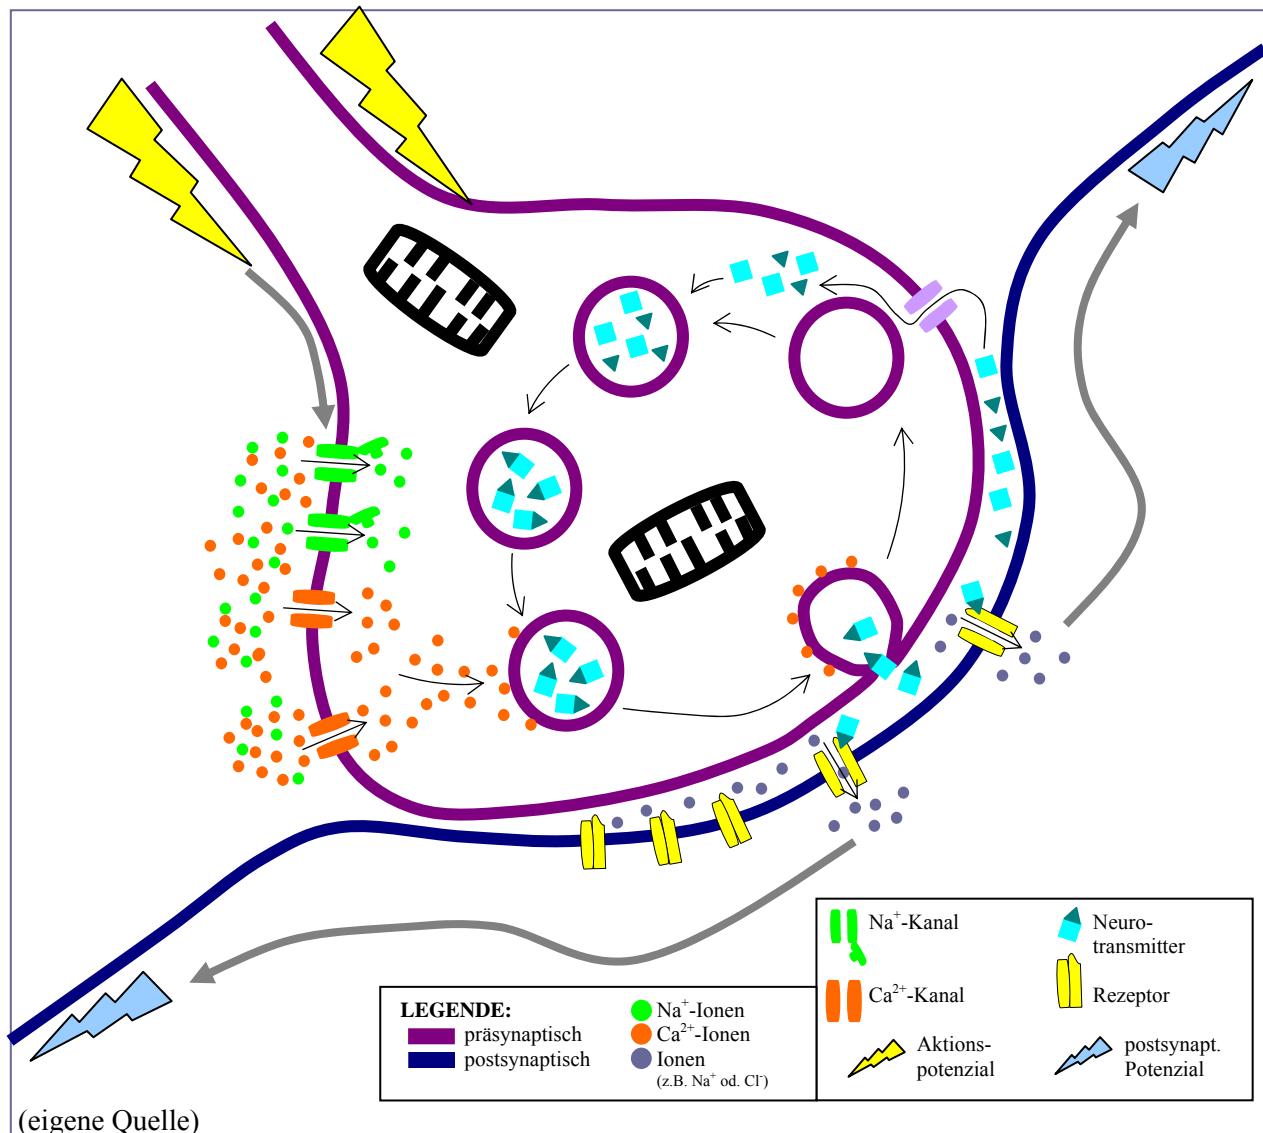 LEGENDE:
präsynaptisch
postsynaptisch
Na⁺-Ionen
Ca²⁺-Ionen
Ionen
(z.B. Na⁺ od. Cl⁻)
Na⁺-Kanal
Ca²⁺-Kanal
Aktions-
potenzial
Neuro-
transmitter
Rezeptor
postsynapt.
Potenzial
(eigene Quelle)